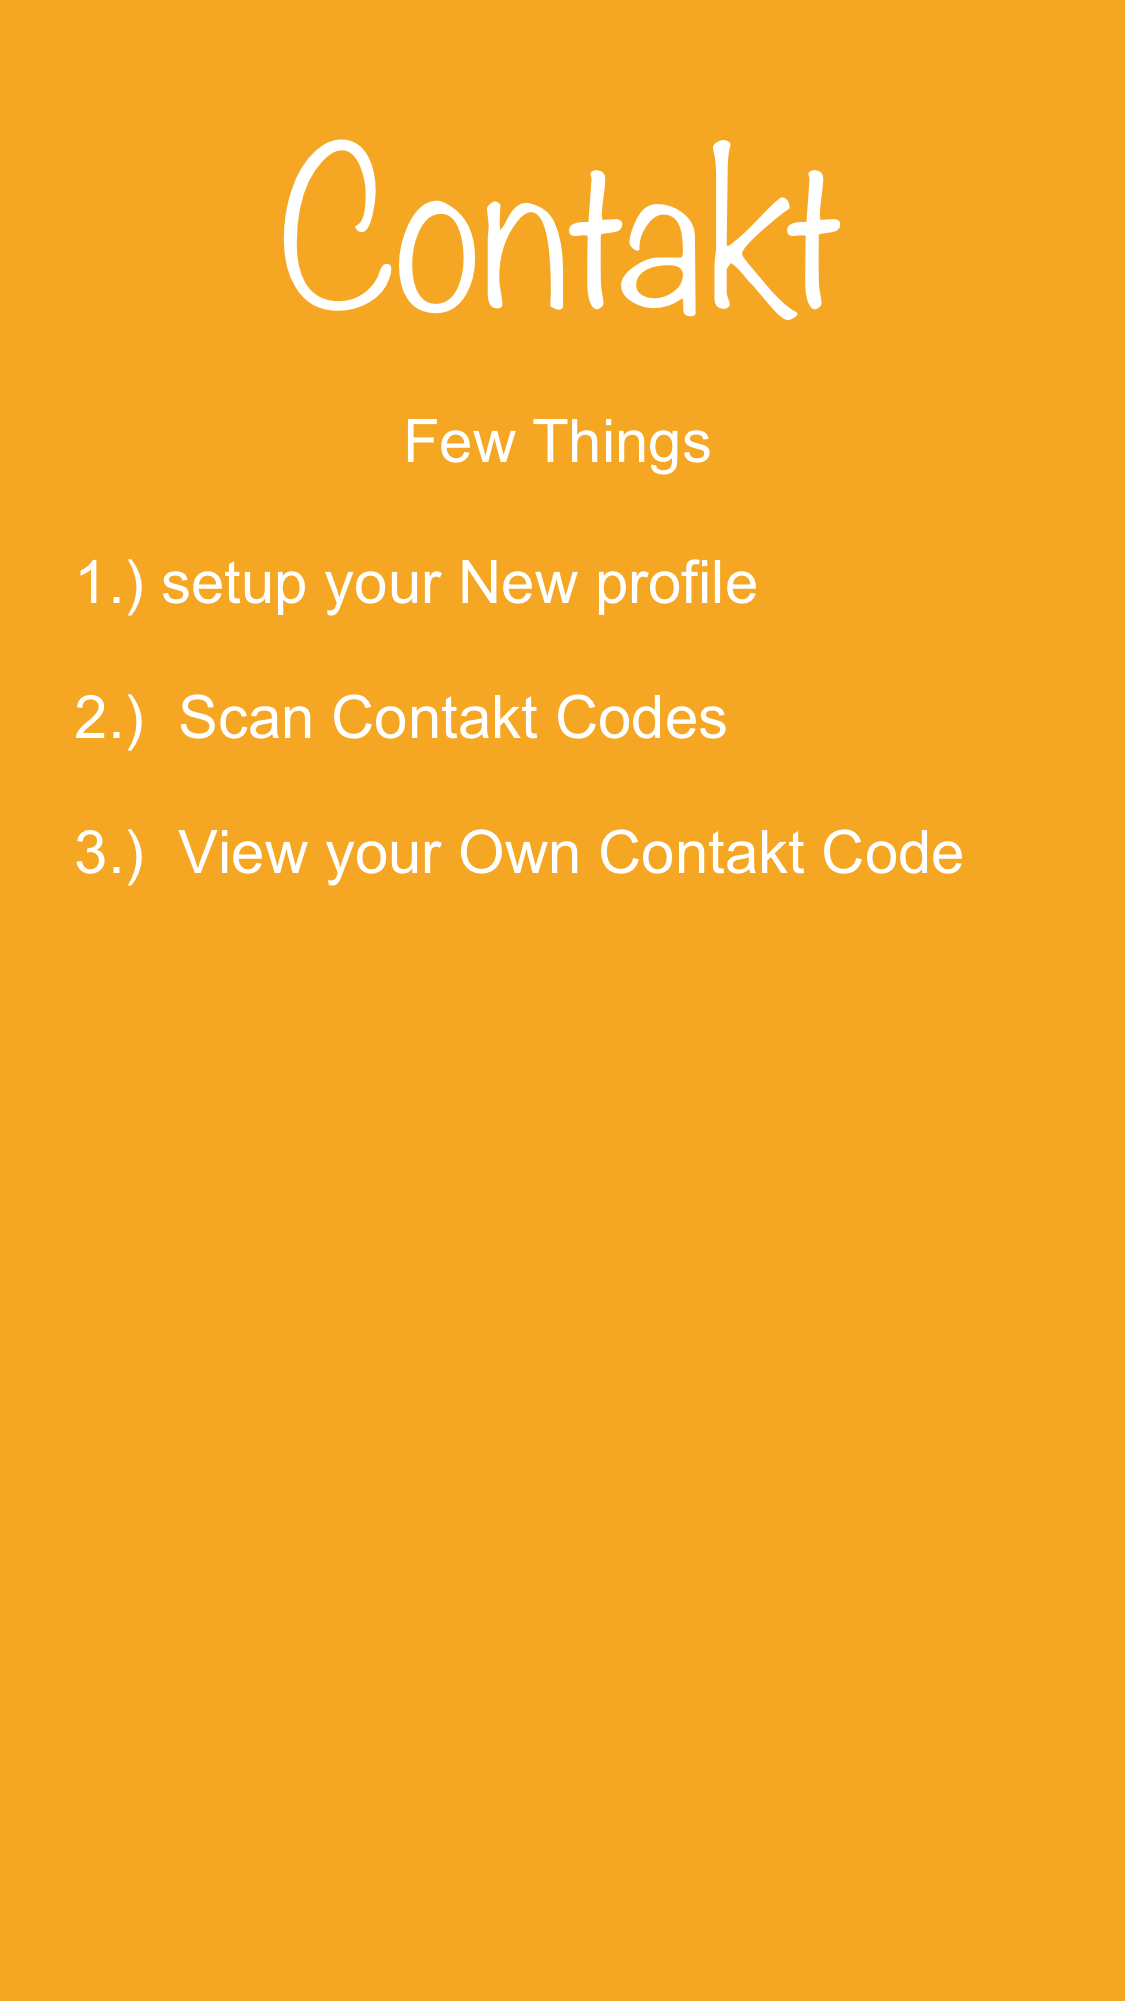 Contakt
Few Things
1.) setup your New profile
2.)  Scan Contakt Codes
3.)  View your Own Contakt Code